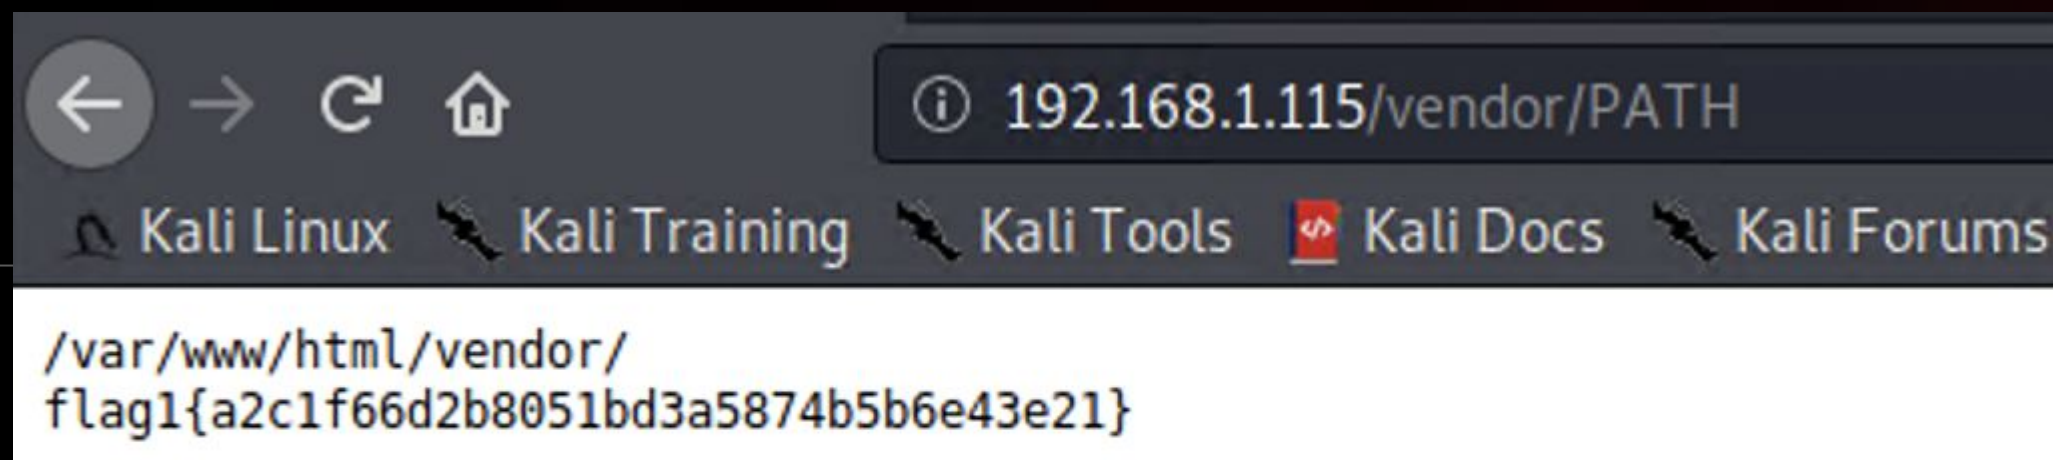 192.168.1.115/vendor/PATH
Kali Linux Kali Training Kali Tools Kali Docs Kali Forums
/var/www/html/vendor/
flag1{a2c1f66d2b8051bd3a5874b5b6e43e21}